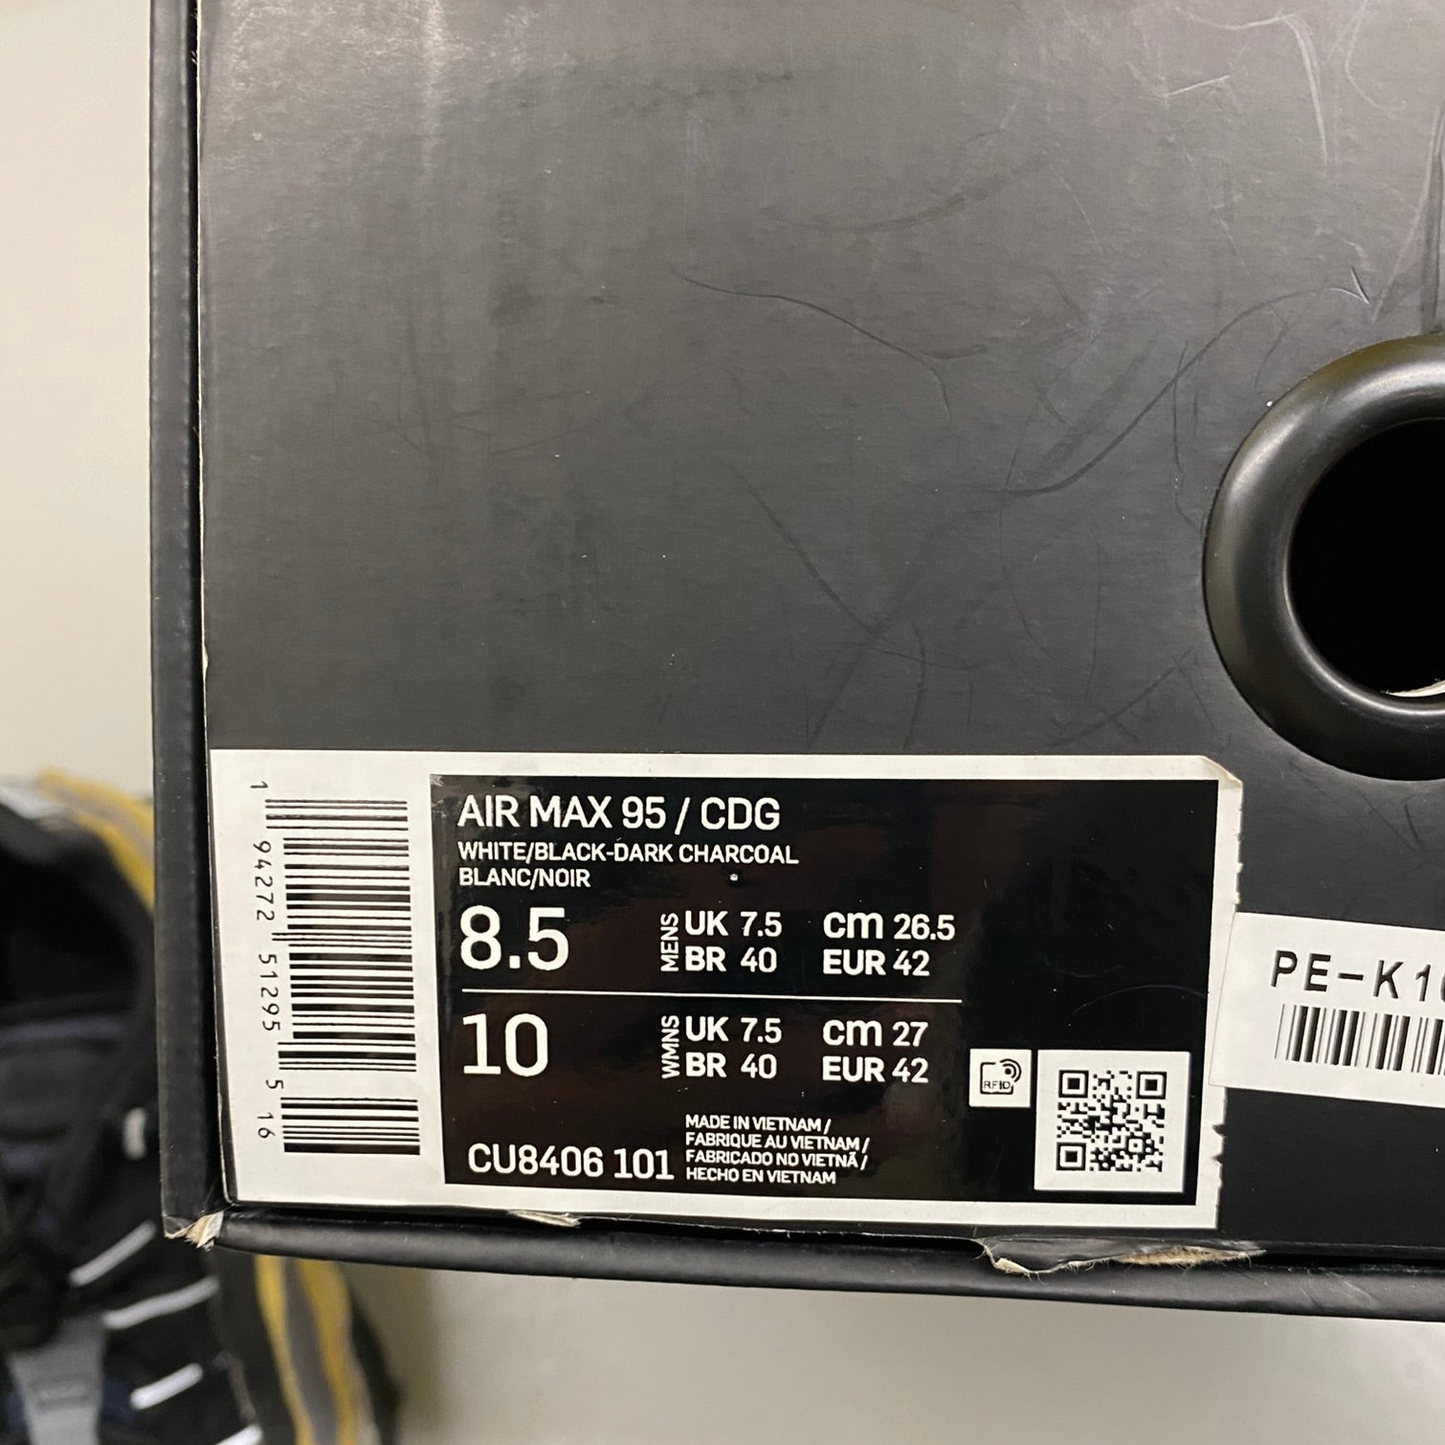 AIR MAX 95 / CDG
WHITE/BLACK-DARK CHARCOAL
BLANC/NOIR
8.5 MENS UK 7.5 cm 26.5
BR 40 EUR 42
10 WMNS UK 7.5 cm 27
BR 40 EUR 42
CU8406 101
MADE IN VIETNAM /
FABRIQUE AU VIETNAM /
FABRICADO NO VIETNÃ /
HECHO EN VIETNAM
RFID
1 94272 51295 5 16
PE-K1